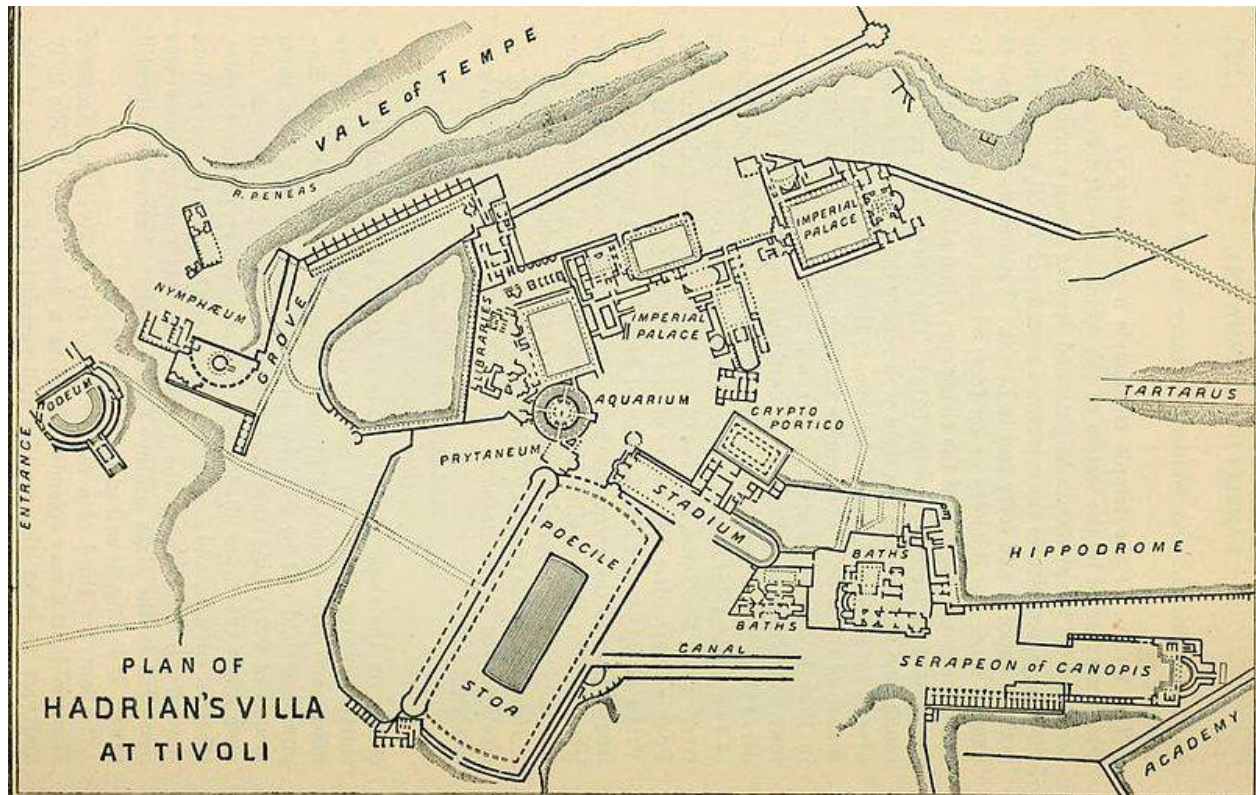 VALE of TEMPE
R. PENEAS
NYMPHÆUM
GROVE
ODEUM
ENTRANCE
LIBRARIES
IMPERIAL
PALACE
IMPERIAL
PALACE
AQUARIUM
PRYTANEUM
CRYPTO
PORTICO
TARTARUS
STADIUM
POECILE
STOA
BATHS
BATHS
HIPPODROME
CANAL
SERAPEON of CANOPIS
ACADEMY
PLAN OF
HADRIAN'S VILLA
AT TIVOLI